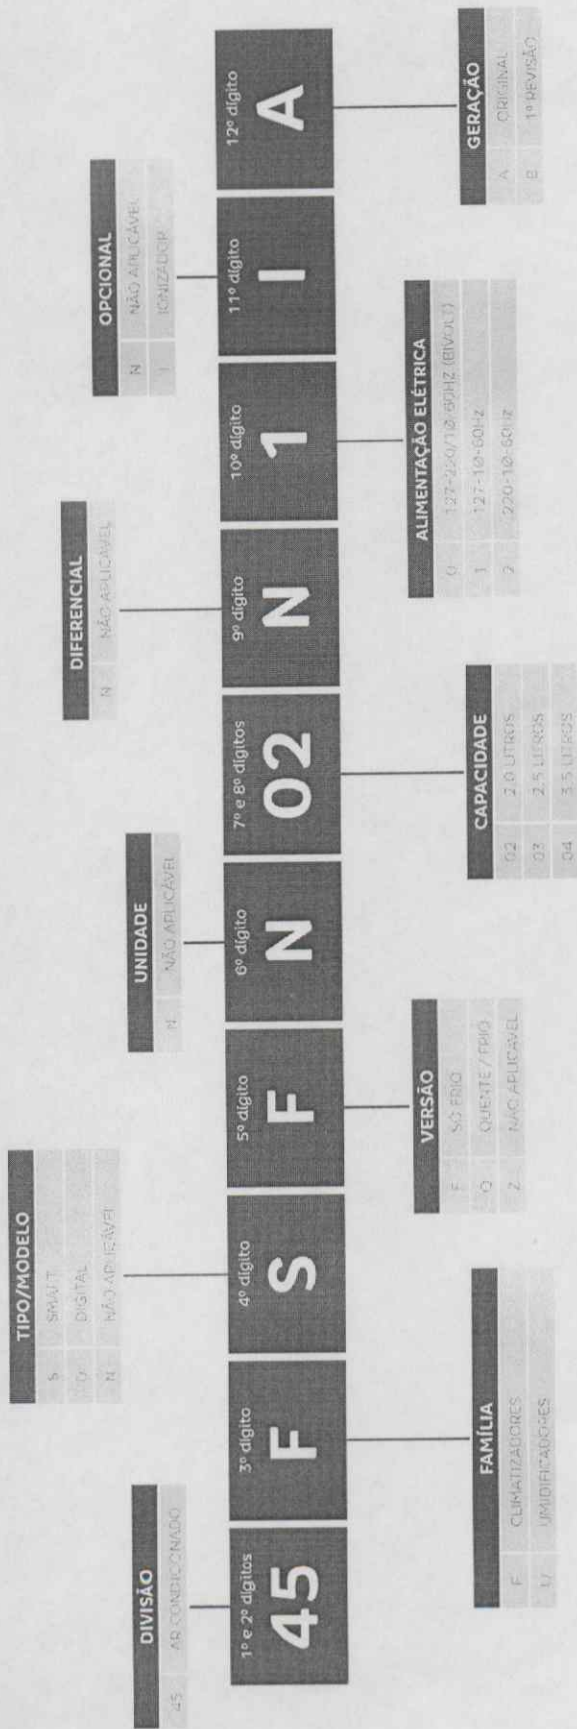 DIVISÃO
45 AR CONDICIONADO
1º e 2º dígitos
45
3º dígito
F
FAMÍLIA
F CLIMATIZADORES
U UMIDIFICADORES
TIPO/MODELO
S SMART
D DIGITAL
N NÃO APLICÁVEL
4º dígito
S
5º dígito
F
VERSÃO
F SÓ FRIO
Q QUENTE / FRIO
Z NÃO APLICÁVEL
UNIDADE
N NÃO APLICÁVEL
6º dígito
N
7º e 8º dígitos
02
CAPACIDADE
02 2.0 LITROS
03 2.5 LITROS
04 3.5 LITROS
DIFERENCIAL
N NÃO APLICÁVEL
9º dígito
N
10º dígito
1
ALIMENTAÇÃO ELÉTRICA
0 127-220/1Ø-60HZ (BIVOLT)
1 127-1Ø-60HZ
2 220-1Ø-60HZ
OPCIONAL
N NÃO APLICÁVEL
I IONIZADOR
11º dígito
I
12º dígito
A
GERAÇÃO
A ORIGINAL
B 1ª REVISÃO